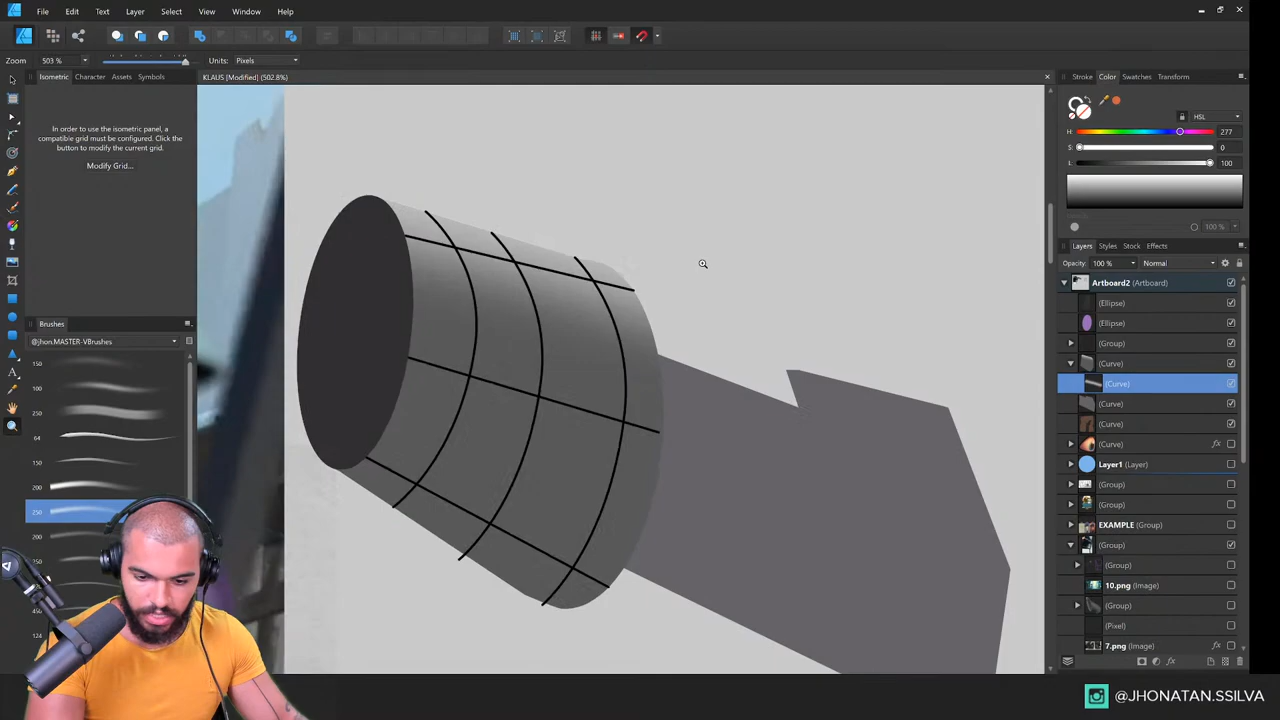 File Edit Text Layer Select View Window Help
Zoom 503 % Units: Pixels
Isometric Character Assets Symbols
KLAUS [Modified] (502.8%)
Stroke Color Swatches Transform
In order to use the isometric panel, a
compatible grid must be configured. Click the
button to modify the current grid.
Modify Grid...
HSL
H: 277
S: 0
L: 100
100 %
Layers Styles Stock Effects
Opacity: 100 % Normal
Artboard2 (Artboard)
(Ellipse)
(Ellipse)
(Group)
(Curve)
(Curve)
(Curve)
(Curve)
(Curve) fx
Layer1 (Layer)
(Group)
(Group)
EXAMPLE (Group)
(Group)
(Group)
10.png (Image)
(Group)
(Pixel)
7.png (Image) fx
Brushes
@jhon.MASTER-VBrushes
150
100
250
64
150
200
250
200
124
@JHONATAN.SSILVA